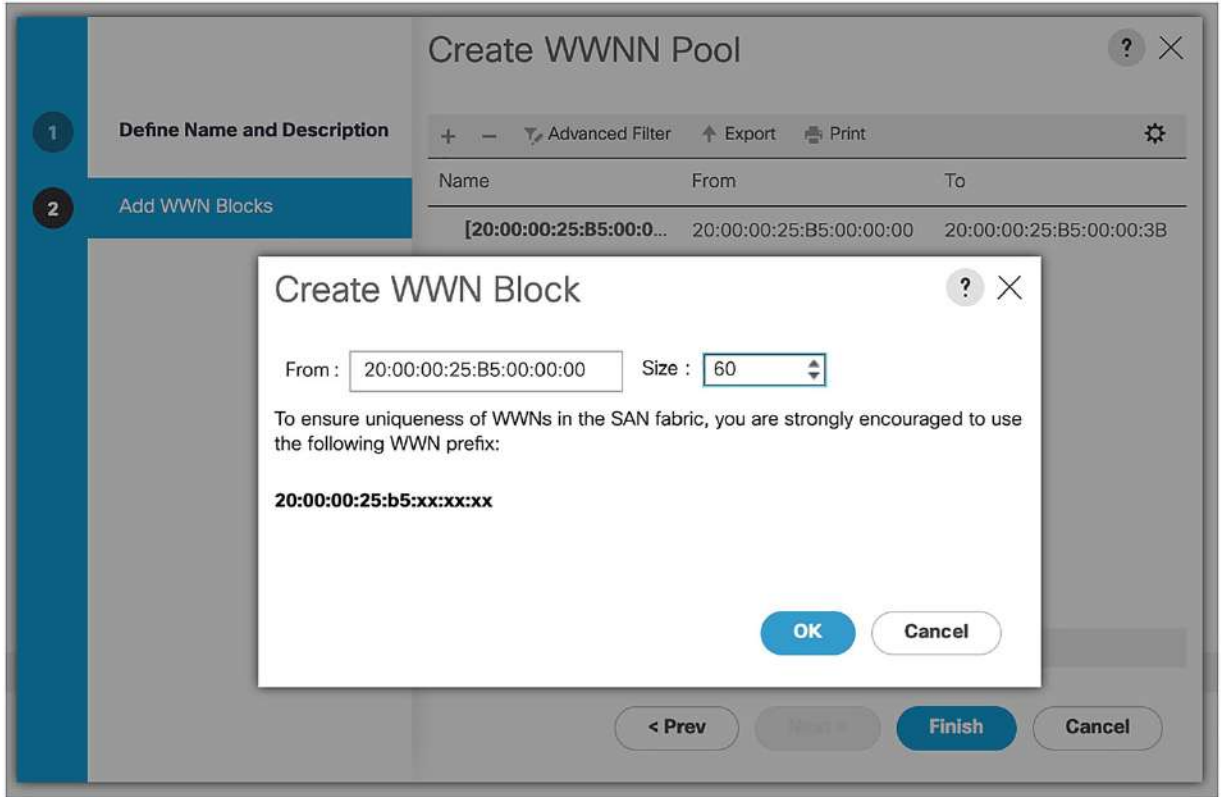 Create WWNN Pool
?
1
Define Name and Description
+ − Advanced Filter Export Print
Name From To
2
Add WWN Blocks
[20:00:00:25:B5:00:0... 20:00:00:25:B5:00:00:00 20:00:00:25:B5:00:00:3B
Create WWN Block
?
From : 20:00:00:25:B5:00:00:00 Size : 60
To ensure uniqueness of WWNs in the SAN fabric, you are strongly encouraged to use
the following WWN prefix:
20:00:00:25:b5:xx:xx:xx
OK Cancel
< Prev Next > Finish Cancel